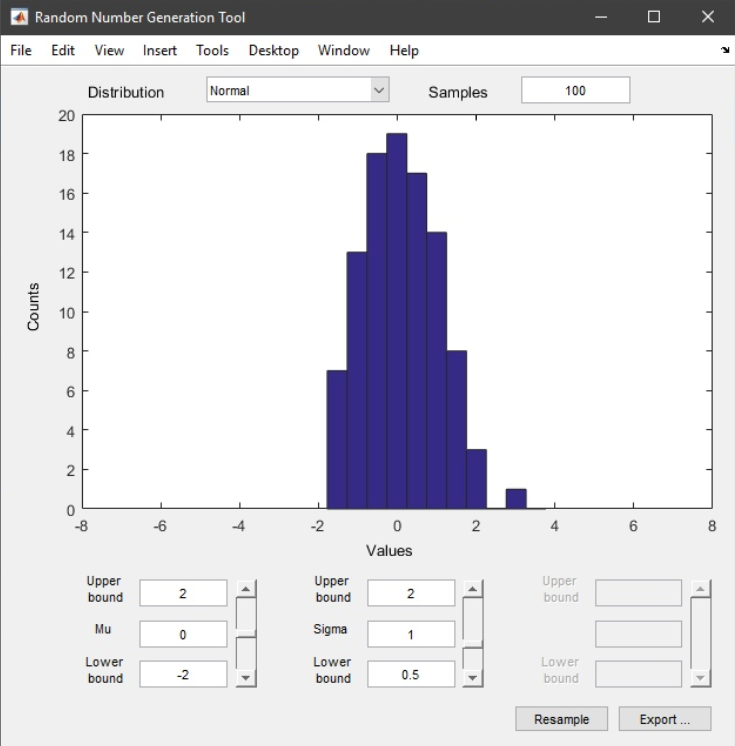 Random Number Generation Tool
File Edit View Insert Tools Desktop Window Help
Distribution Normal Samples 100
20
18
16
14
12
10
8
6
4
2
0
Counts
-8 -6 -4 -2 0 2 4 6 8
Values
Upper bound 2 Upper bound 2 Upper bound
Mu 0 Sigma 1
Lower bound -2 Lower bound 0.5 Lower bound
Resample Export ...